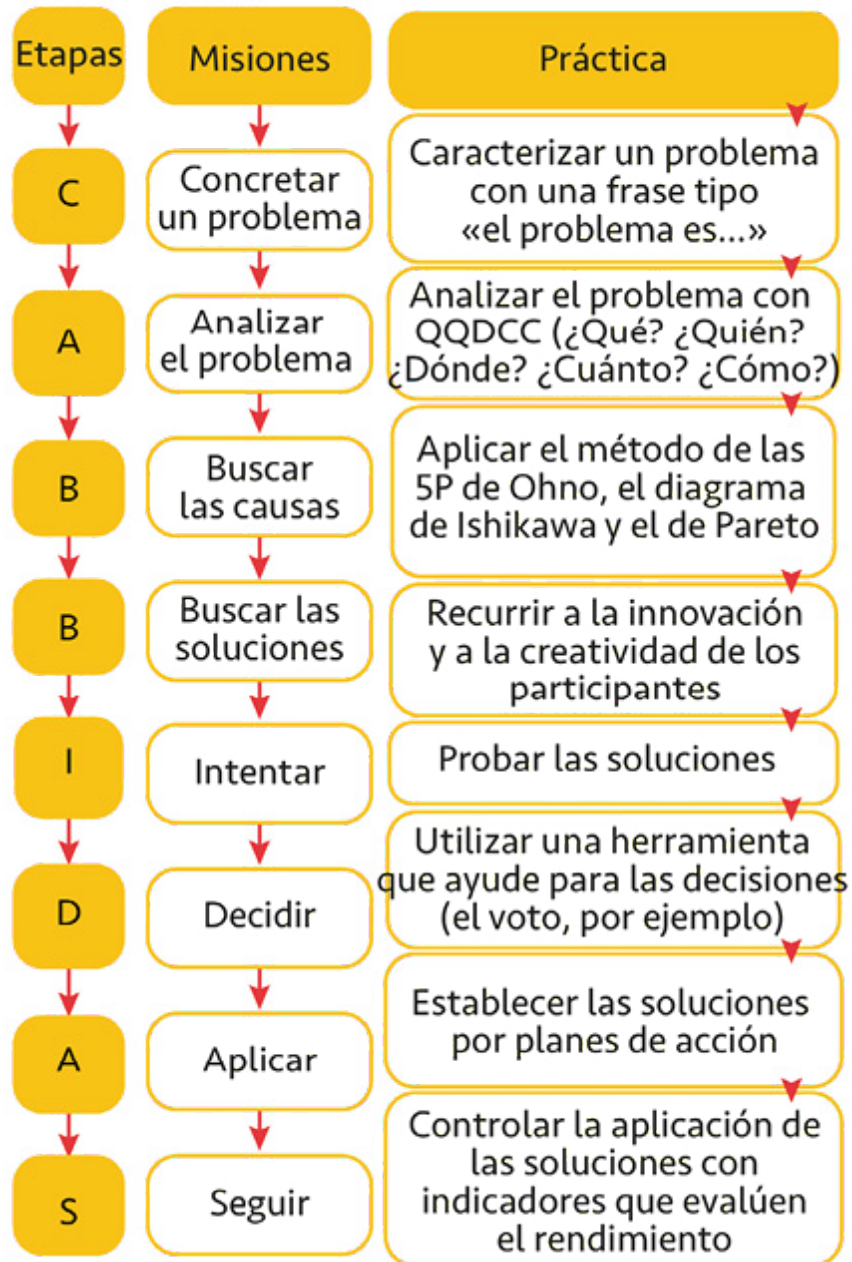 Etapas
Misiones
Práctica
C
Concretar
un problema
Caracterizar un problema
con una frase tipo
«el problema es...»
A
Analizar
el problema
Analizar el problema con
QQDCC (¿Qué? ¿Quién?
¿Dónde? ¿Cuánto? ¿Cómo?)
B
Buscar
las causas
Aplicar el método de las
5P de Ohno, el diagrama
de Ishikawa y el de Pareto
B
Buscar las
soluciones
Recurrir a la innovación
y a la creatividad de los
participantes
I
Intentar
Probar las soluciones
D
Decidir
Utilizar una herramienta
que ayude para las decisiones
(el voto, por ejemplo)
A
Aplicar
Establecer las soluciones
por planes de acción
S
Seguir
Controlar la aplicación de
las soluciones con
indicadores que evalúen
el rendimiento